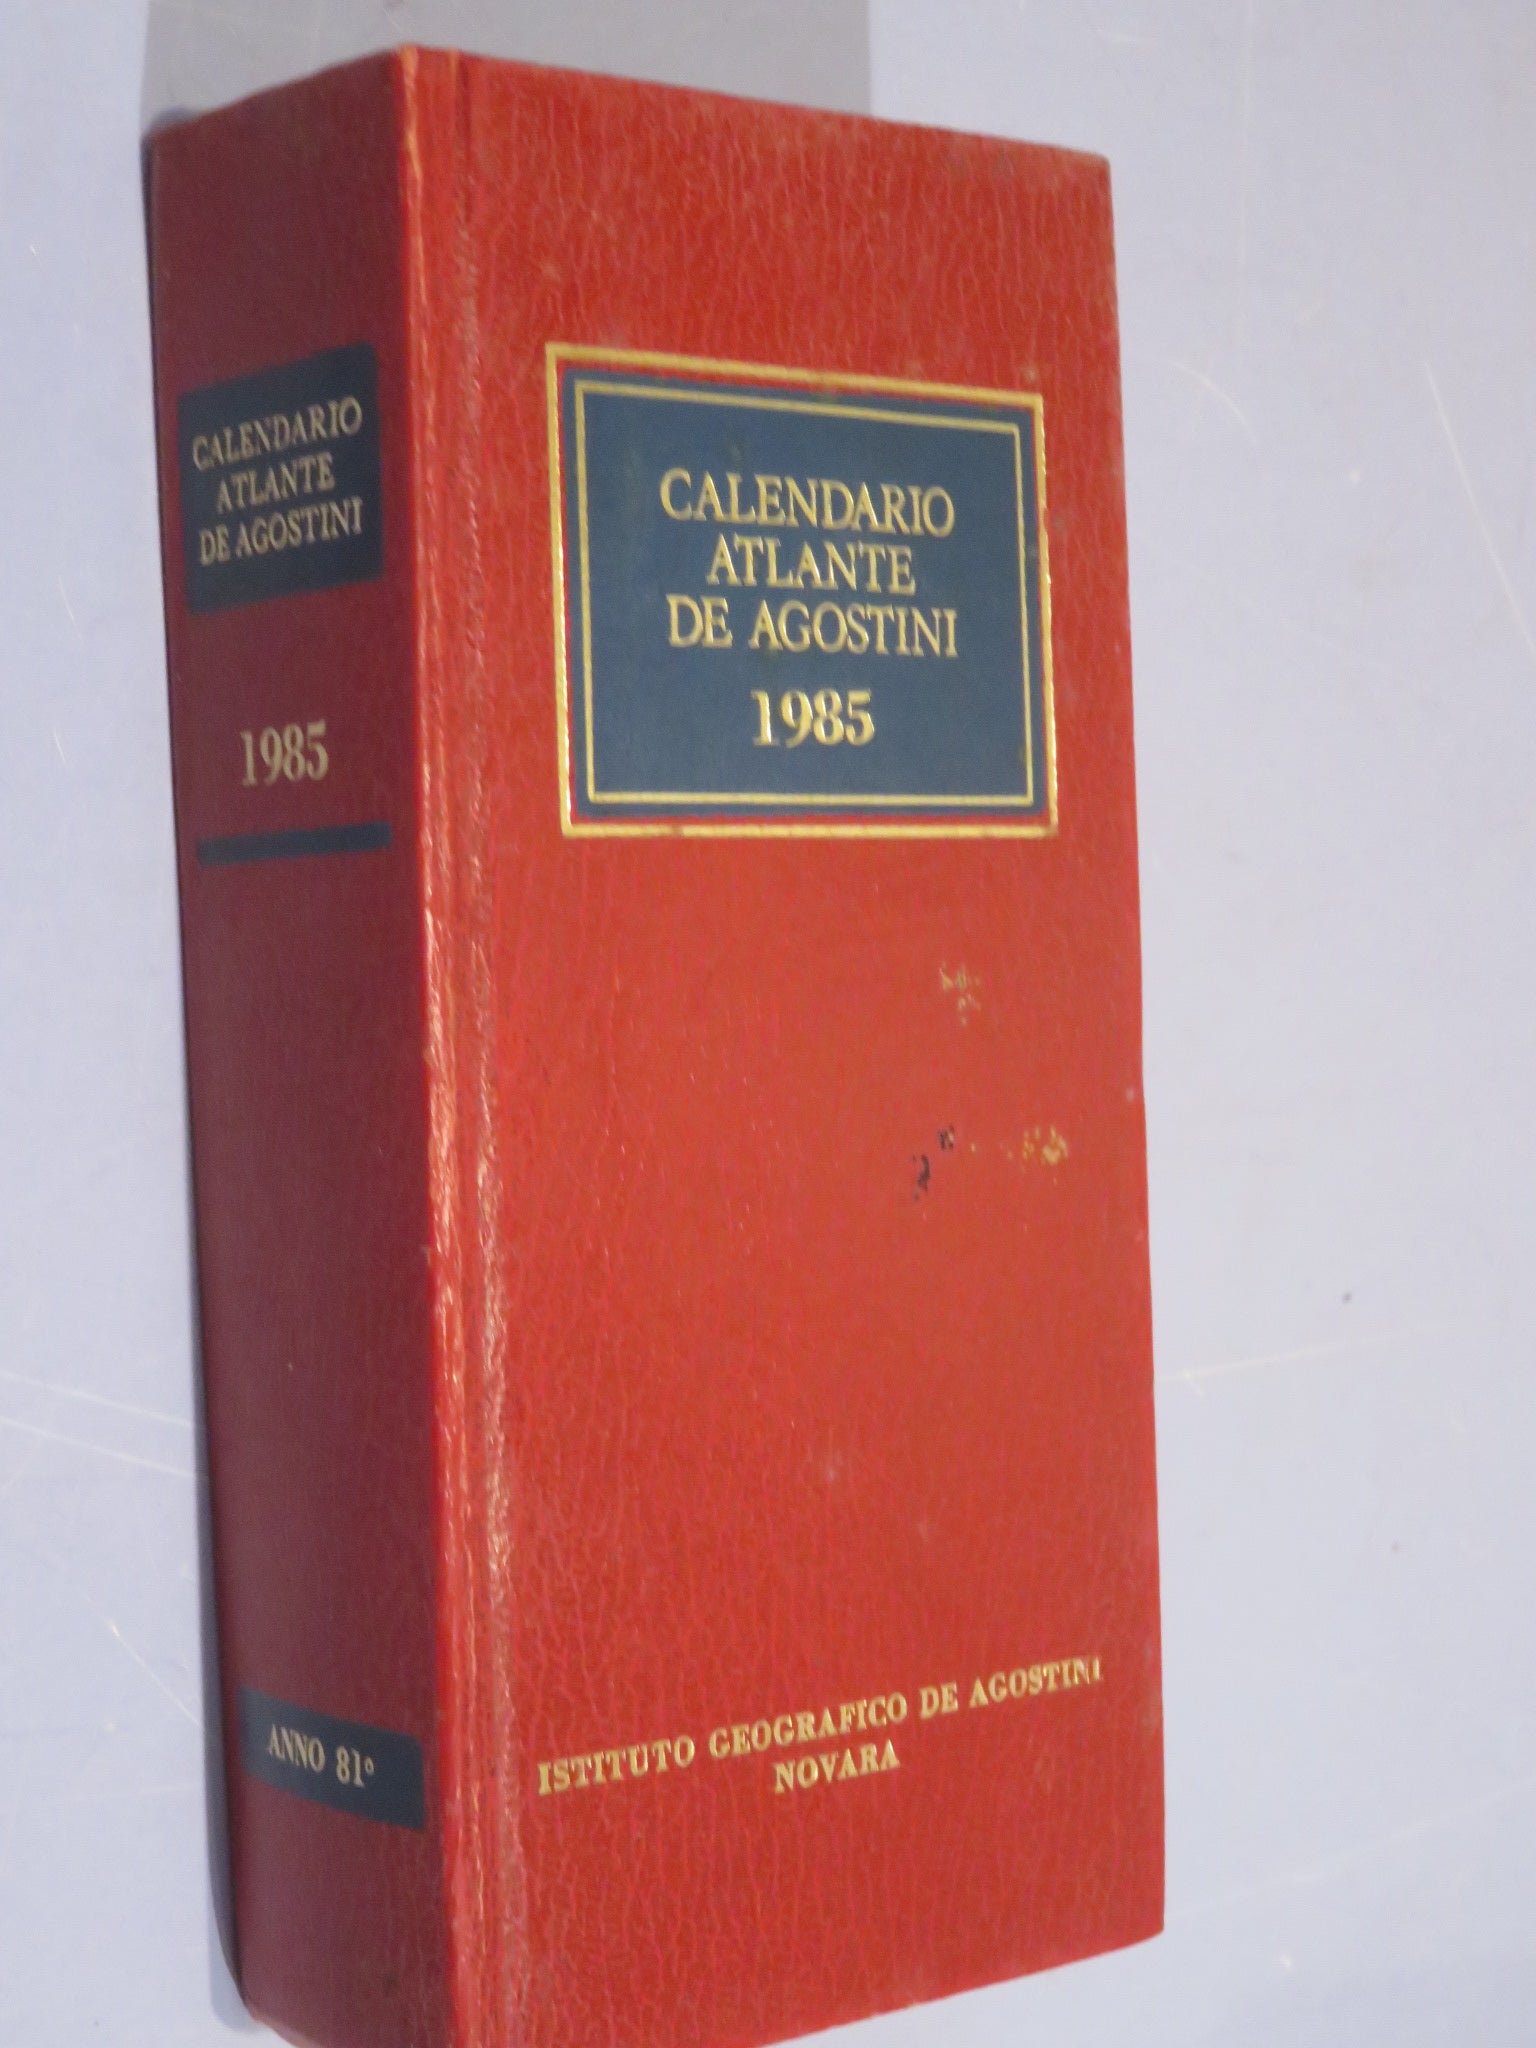 CALENDARIO
ATLANTE
DE AGOSTINI
1985
ANNO 81°
CALENDARIO
ATLANTE
DE AGOSTINI
1985
ISTITUTO GEOGRAFICO DE AGOSTINI
NOVARA